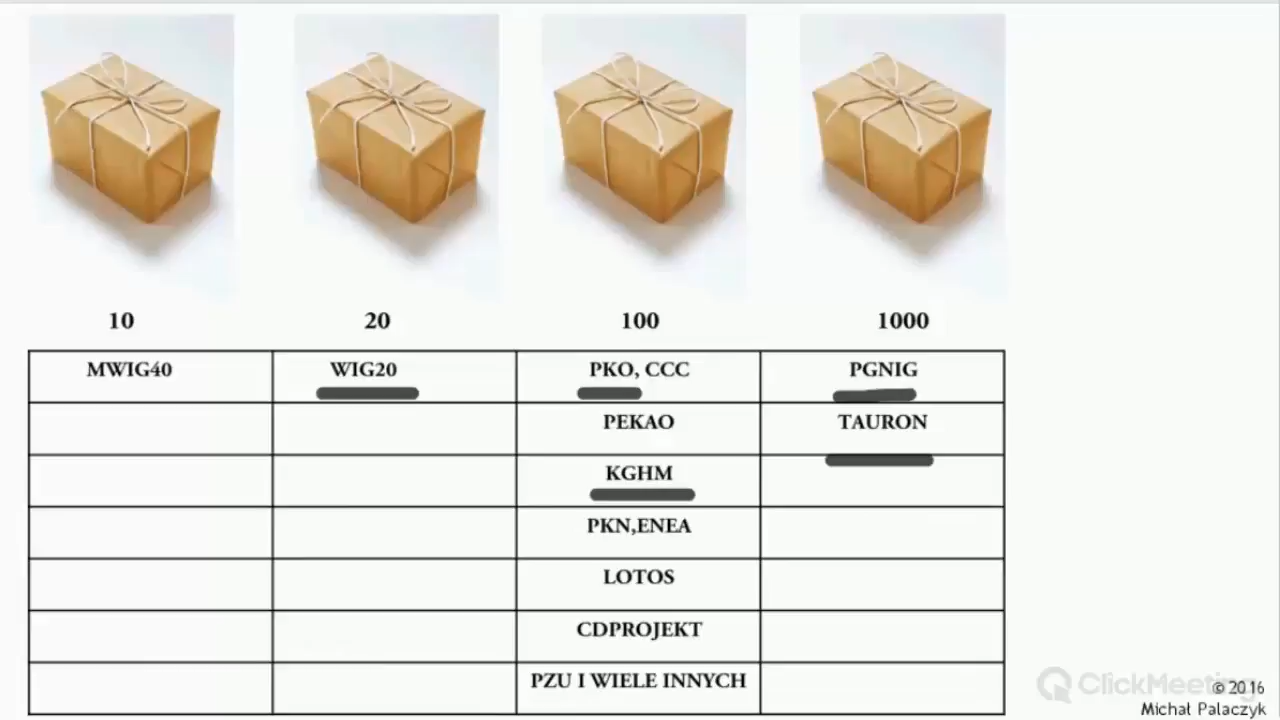 10 20 100 1000
MWIG40 WIG20 PKO, CCC PGNIG
PEKAO TAURON
KGHM
PKN,ENEA
LOTOS
CDPROJEKT
PZU I WIELE INNYCH
ClickMeeting
© 2016
Michał Palaczyk